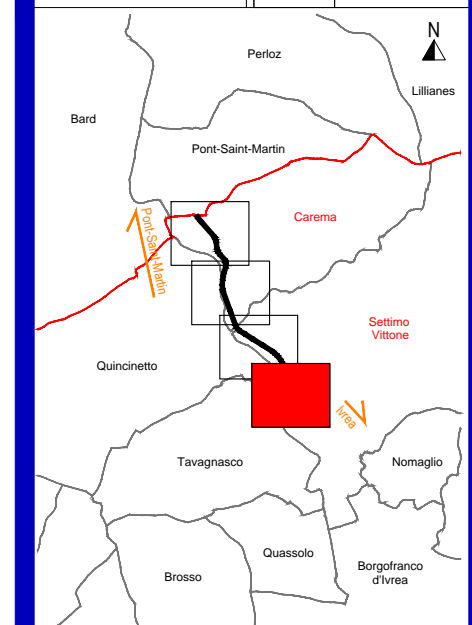 N
Perloz
Lillianes
Bard
Pont-Saint-Martin
Pont-Saint-Martin
Carema
Settimo
Vittone
Quincinetto
Ivrea
Tavagnasco
Nomaglio
Quassolo
Borgofranco
d'Ivrea
Brosso